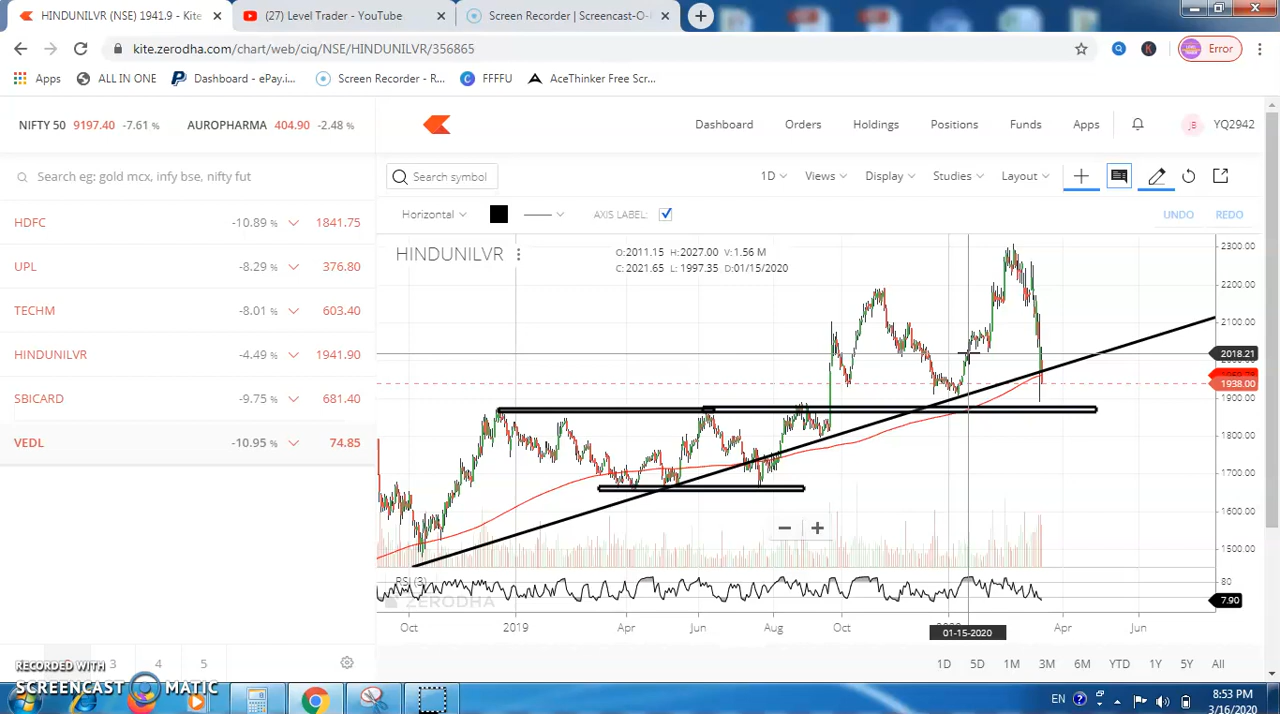 HINDUNILVR (NSE) 1941.9 - Kite
(27) Level Trader - YouTube
Screen Recorder | Screencast-O-
kite.zerodha.com/chart/web/ciq/NSE/HINDUNILVR/356865
K
Error
Apps
ALL IN ONE
Dashboard - ePay.i...
Screen Recorder - R...
C FFFFU
AceThinker Free Scr...
NIFTY 50 9197.40 -7.61 %
AUROPHARMA 404.90 -2.48 %
Dashboard
Orders
Holdings
Positions
Funds
Apps
JB
YQ2942
Search eg: gold mcx, infy bse, nifty fut
Search symbol
1D
Views
Display
Studies
Layout
Horizontal
AXIS LABEL:
UNDO
REDO
HDFC -10.89 % 1841.75
UPL -8.29 % 376.80
TECHM -8.01 % 603.40
HINDUNILVR -4.49 % 1941.90
SBICARD -9.75 % 681.40
VEDL -10.95 % 74.85
HINDUNILVR
O:2011.15 H:2027.00 V:1.56 M
C:2021.65 L:1997.35 D:01/15/2020
2300.00
2200.00
2100.00
2018.21
1938.00
1900.00
1800.00
1700.00
1600.00
1500.00
80
7.90
ZERODHA
Oct
2019
Apr
Jun
Aug
Oct
01-15-2020
Apr
Jun
3
4
5
1D
5D
1M
3M
6M
YTD
1Y
5Y
All
RECORDED WITH
SCREENCAST MATIC
EN
8:53 PM
3/16/2020